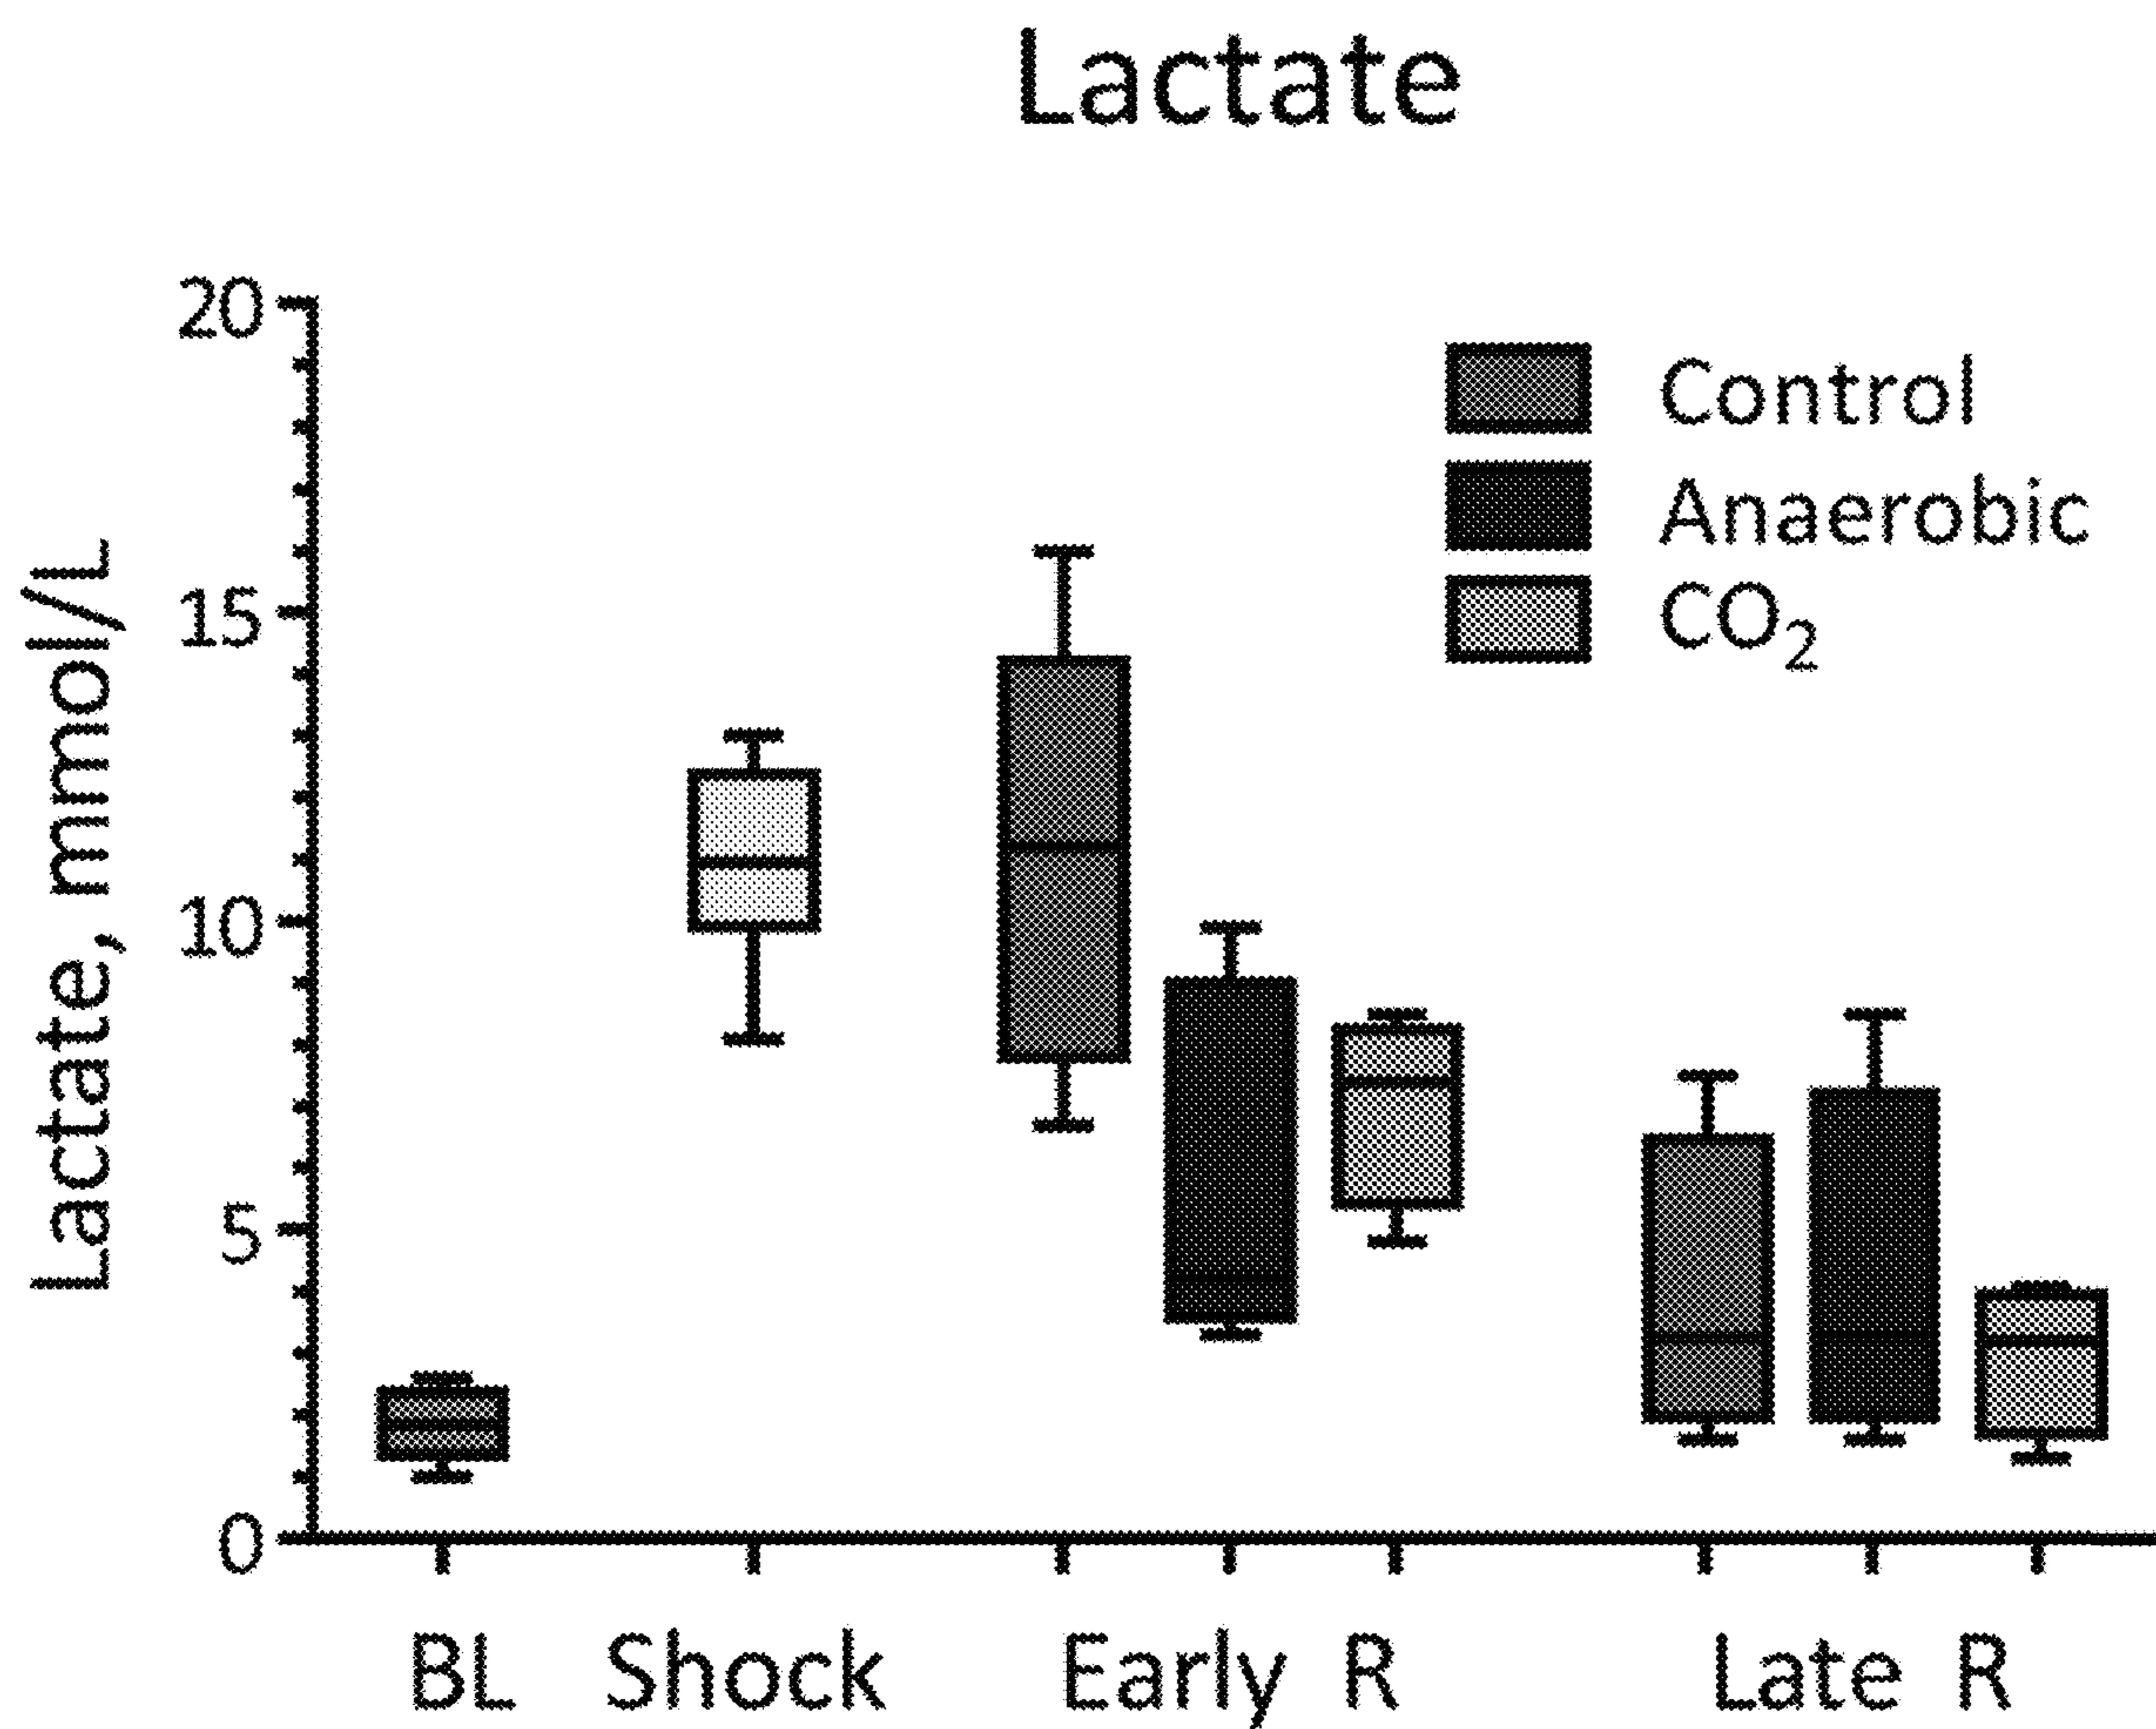 Lactate
Lactate, mmol/L
20
15
10
5
0
Control
Anaerobic
CO₂
BL Shock Early R Late R